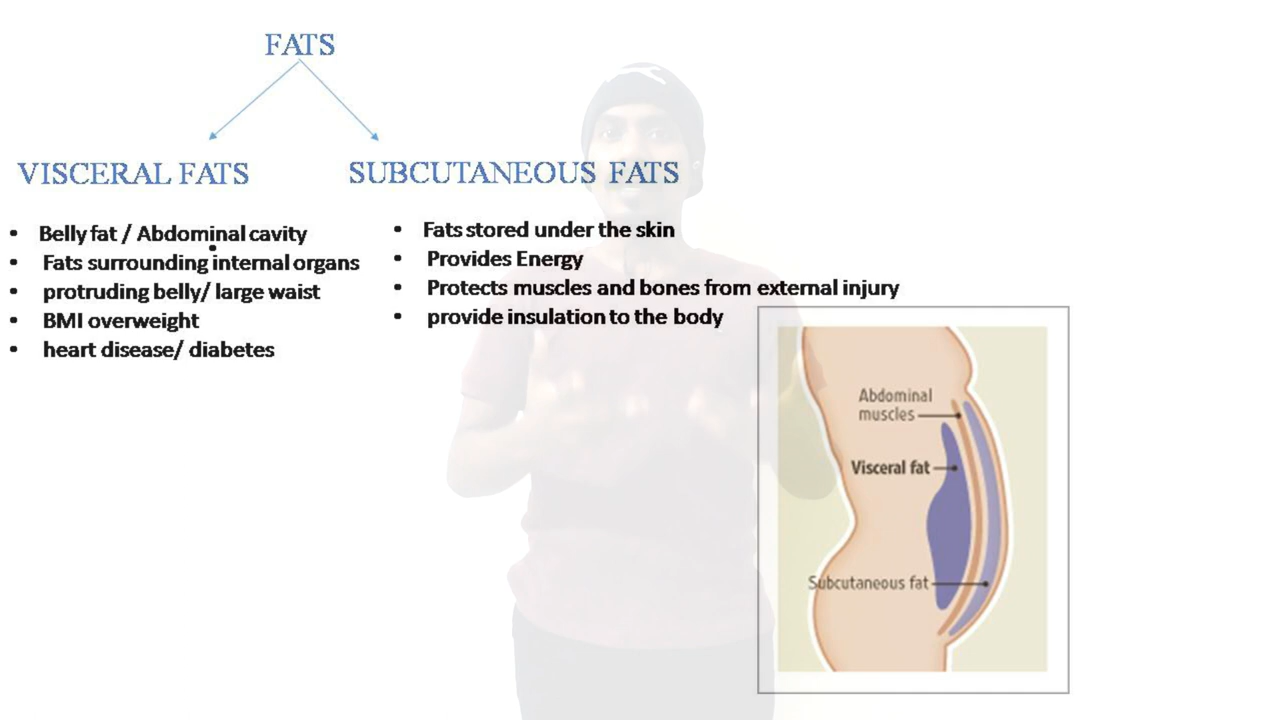 FATS
VISCERAL FATS
SUBCUTANEOUS FATS
• Belly fat / Abdominal cavity
• Fats surrounding internal organs
• protruding belly/ large waist
• BMI overweight
• heart disease/ diabetes
• Fats stored under the skin
• Provides Energy
• Protects muscles and bones from external injury
• provide insulation to the body
Abdominal
muscles
Visceral fat
Subcutaneous fat